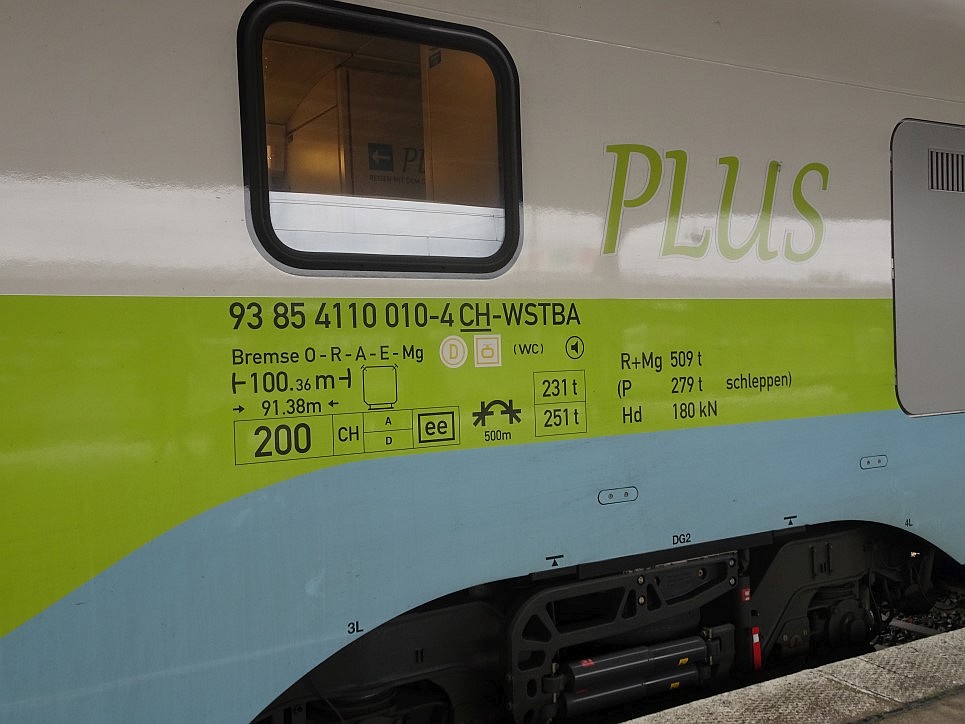 PLUS
93 85 4110 010-4 CH-WSTBA
Bremse O-R-A-E-Mg D (WC)
100.36 m
91.38m
200 CH A D ee
500m
231 t
251 t
R+Mg 509 t
(P 279 t schleppen)
Hd 180 kN
DG2
4L
3L